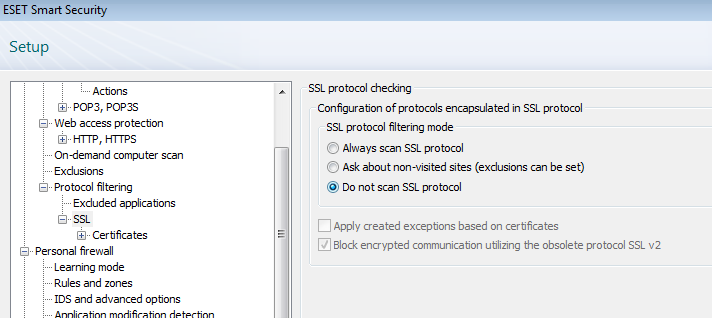 ESET Smart Security
Setup
Actions
POP3, POP3S
Web access protection
HTTP, HTTPS
On-demand computer scan
Exclusions
Protocol filtering
Excluded applications
SSL
Certificates
Personal firewall
Learning mode
Rules and zones
IDS and advanced options
Application modification detection
SSL protocol checking
Configuration of protocols encapsulated in SSL protocol
SSL protocol filtering mode
Always scan SSL protocol
Ask about non-visited sites (exclusions can be set)
Do not scan SSL protocol
Apply created exceptions based on certificates
Block encrypted communication utilizing the obsolete protocol SSL v2